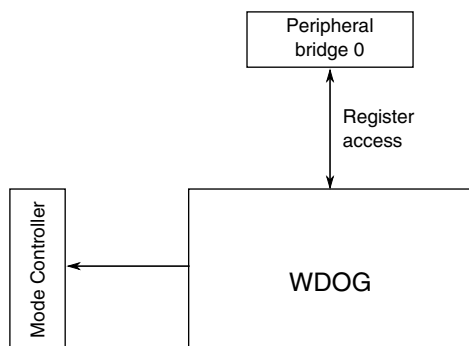 Peripheral
bridge 0
Register
access
Mode Controller
WDOG